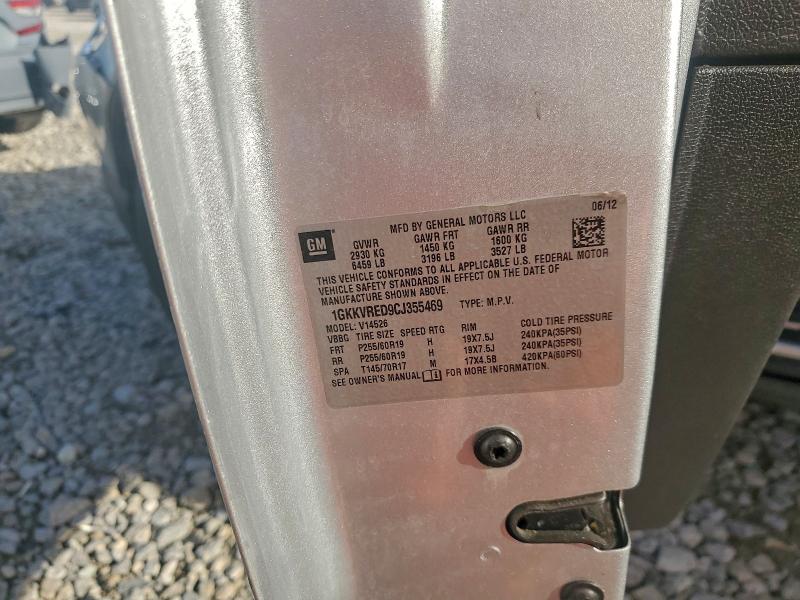 06/12
MFD BY GENERAL MOTORS LLC
GM
GVWR GAWR FRT GAWR RR
2930 KG 1450 KG 1600 KG
6459 LB 3196 LB 3527 LB
THIS VEHICLE CONFORMS TO ALL APPLICABLE U.S. FEDERAL MOTOR
VEHICLE SAFETY STANDARDS IN EFFECT ON THE DATE OF
MANUFACTURE SHOWN ABOVE.
1GKKVRED9CJ355469 TYPE: M.P.V.
MODEL: V14526
VBBG TIRE SIZE SPEED RTG RIM COLD TIRE PRESSURE
FRT P255/60R19 H 19X7.5J 240KPA(35PSI)
RR P255/60R19 H 19X7.5J 240KPA(35PSI)
SPA T145/70R17 M 17X4.5B 420KPA(60PSI)
SEE OWNER'S MANUAL FOR MORE INFORMATION.